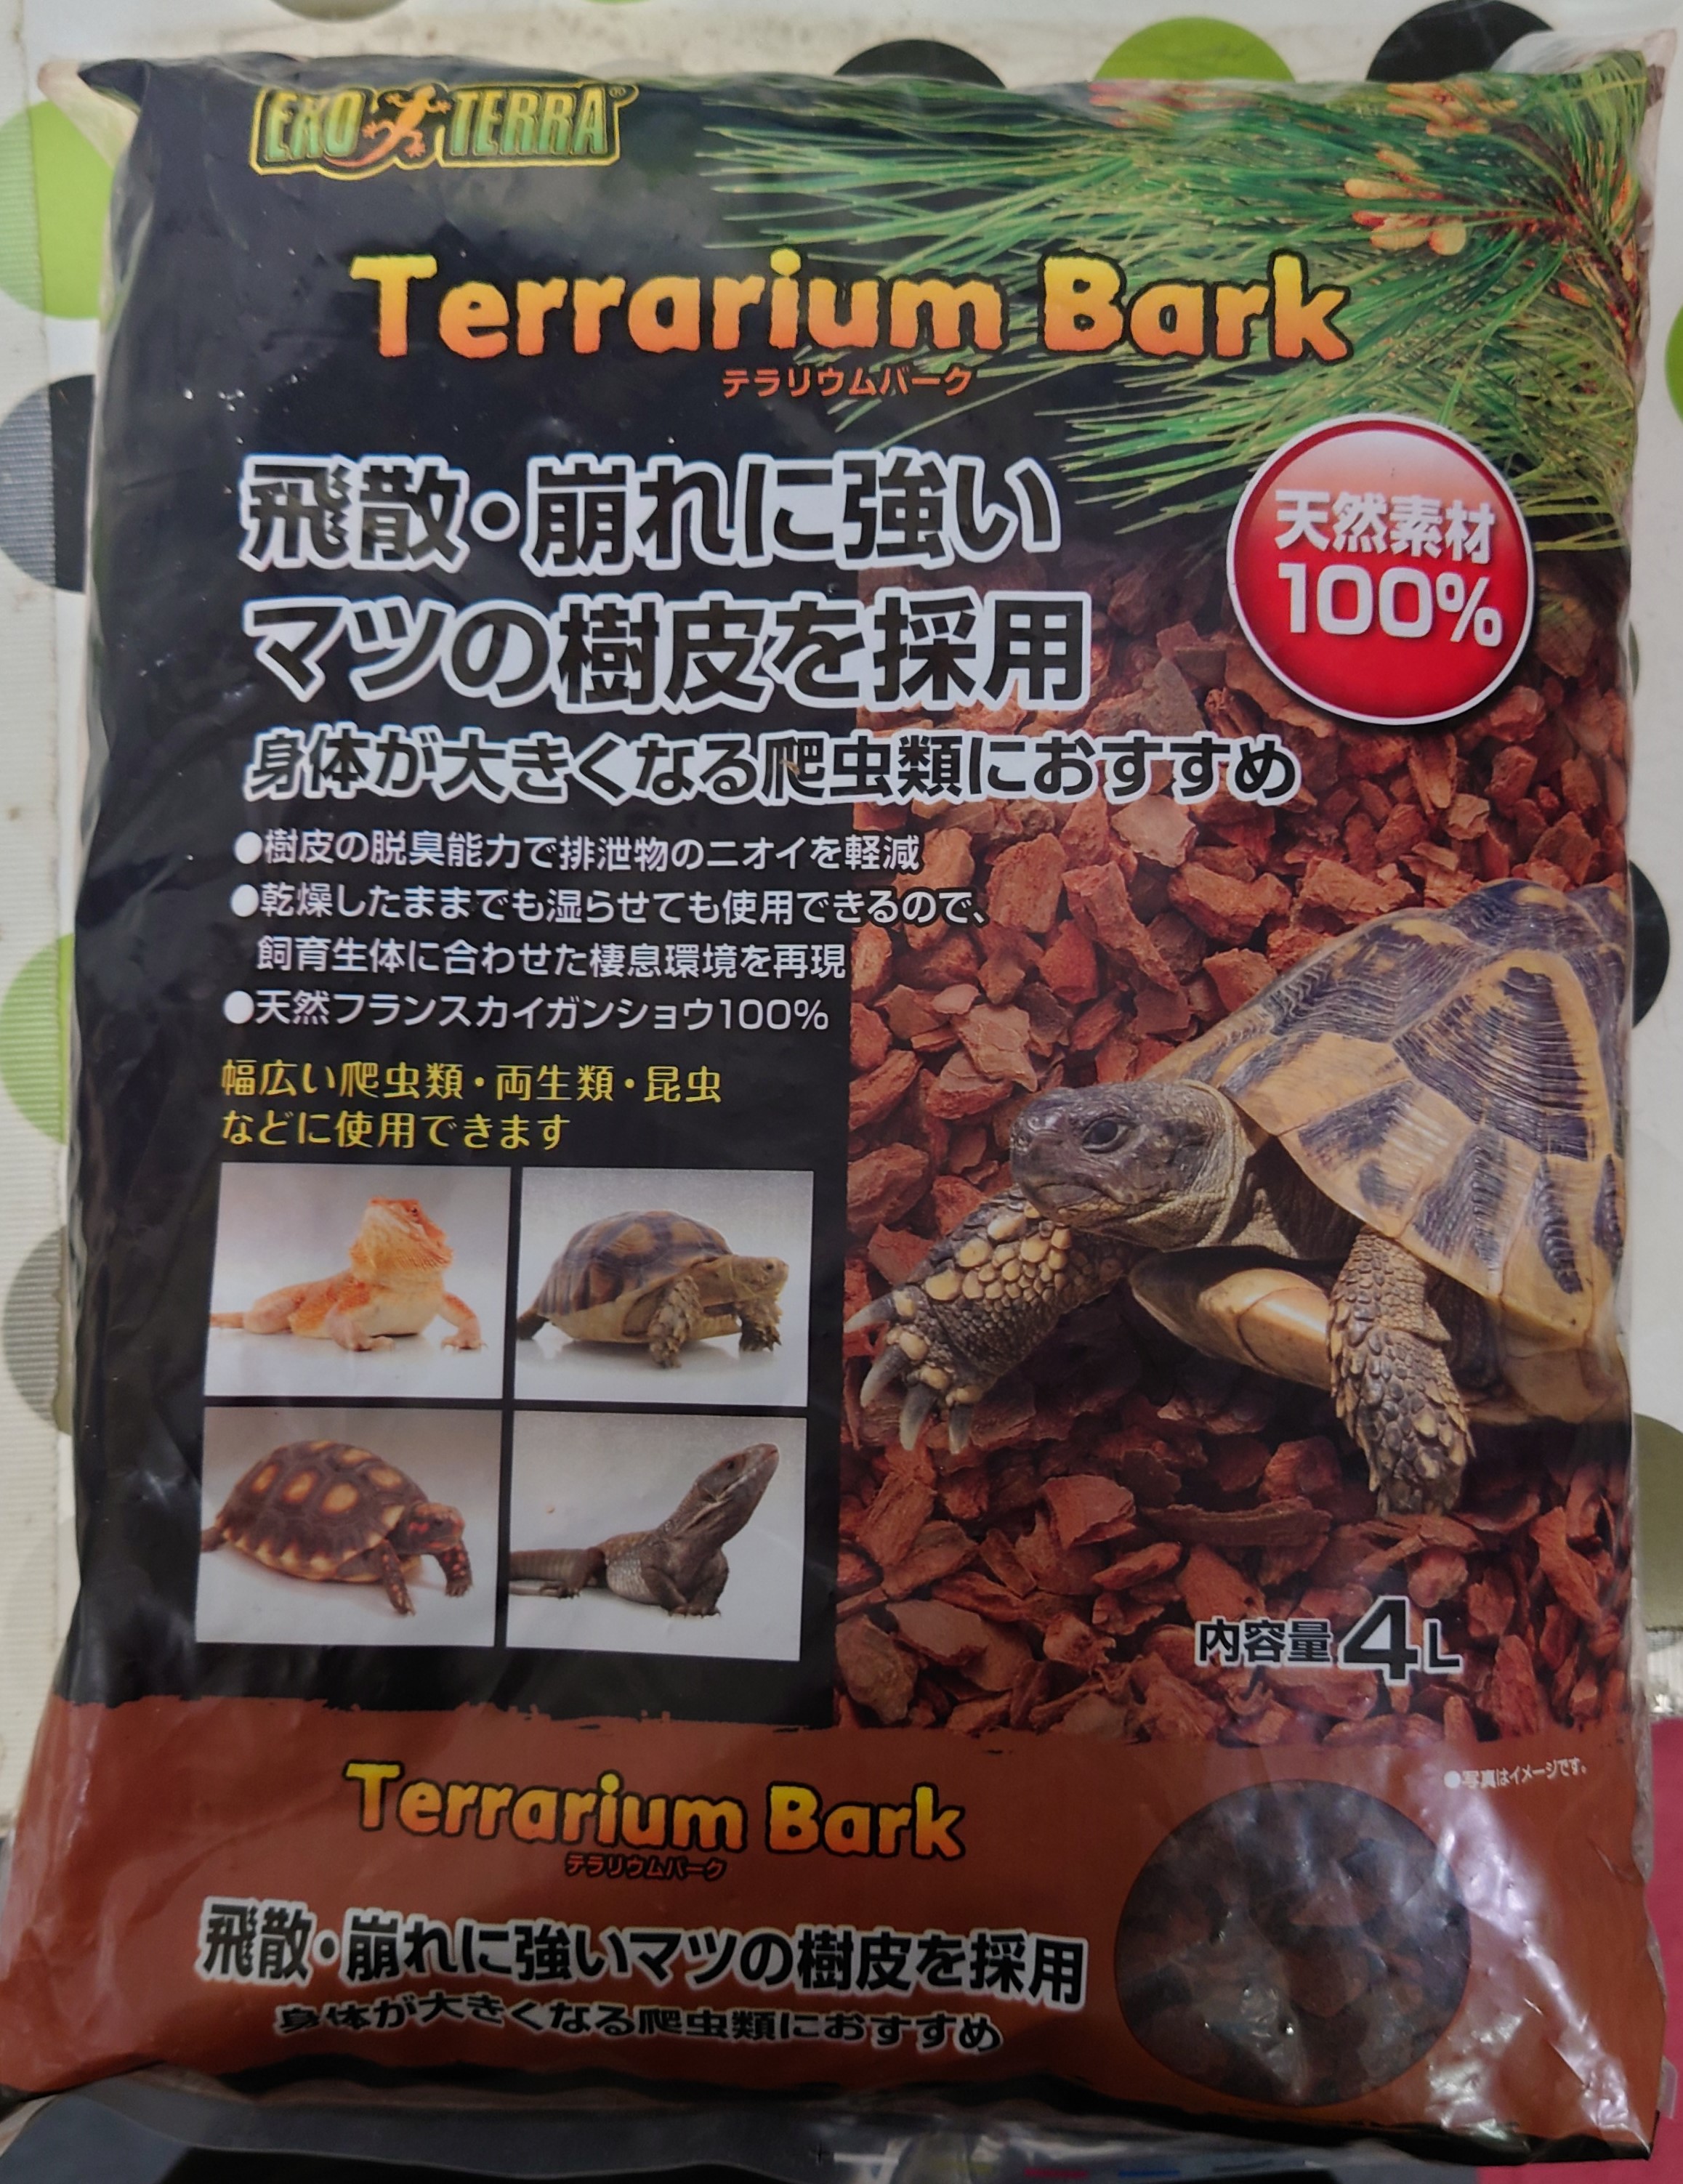 EXO TERRA®
Terrarium Bark
テラリウムバーク
飛散・崩れに強い
マツの樹皮を採用
天然素材
100%
身体が大きくなる爬虫類におすすめ
●樹皮の脱臭能力で排泄物のニオイを軽減
●乾燥したままでも湿らせても使用できるので、
飼育生体に合わせた棲息環境を再現
●天然フランスカイガンショウ100%
幅広い爬虫類・両生類・昆虫
などに使用できます
内容量4L
●写真はイメージです。
Terrarium Bark
テラリウムバーク
飛散・崩れに強いマツの樹皮を採用
身体が大きくなる爬虫類におすすめ